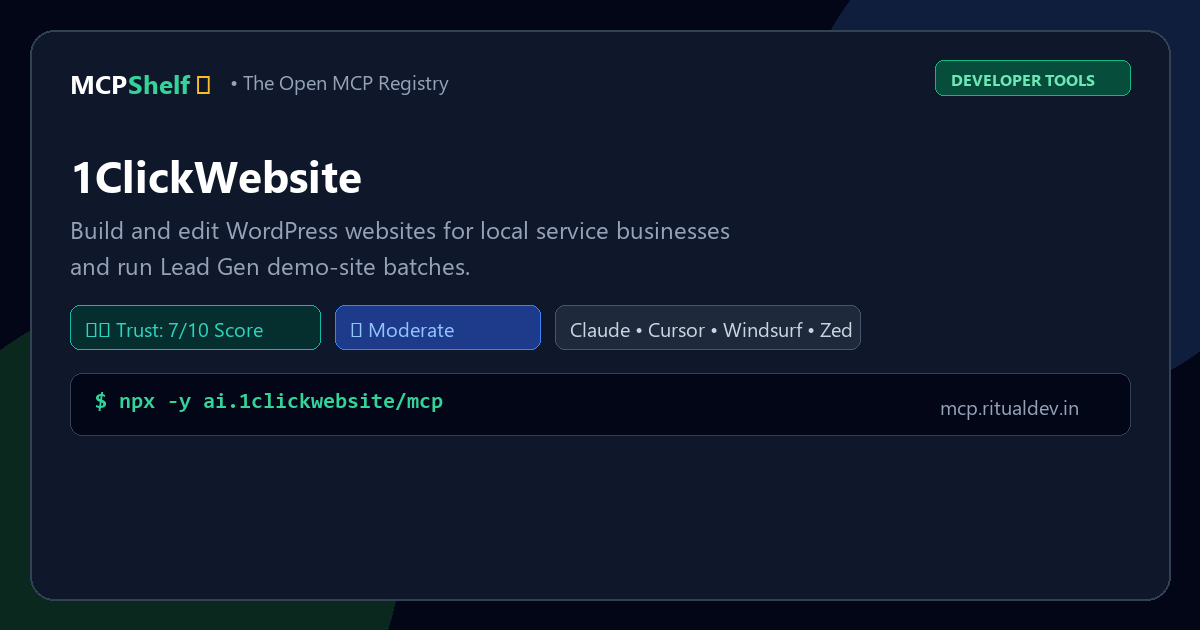 MCPShelf • The Open MCP Registry
DEVELOPER TOOLS
1ClickWebsite
Build and edit WordPress websites for local service businesses
and run Lead Gen demo-site batches.
Trust: 7/10 Score
Moderate
Claude • Cursor • Windsurf • Zed
$ npx -y ai.1clickwebsite/mcp
mcp.ritualdev.in